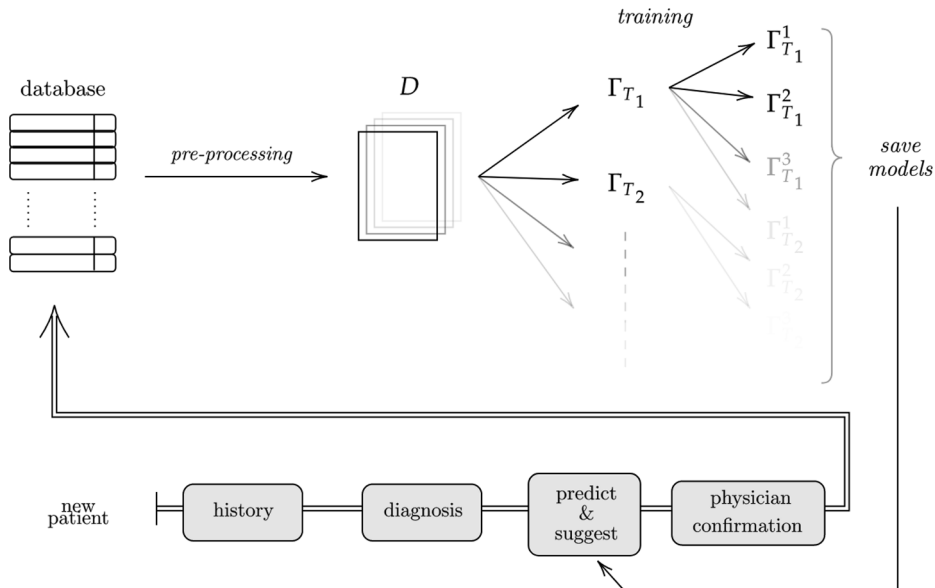 training
database
D
pre-processing
Γ_{T_1}
Γ_{T_2}
Γ^1_{T_1}
Γ^2_{T_1}
Γ^3_{T_1}
Γ^1_{T_2}
Γ^2_{T_2}
save
models
new
patient
history
diagnosis
predict
&
suggest
physician
confirmation